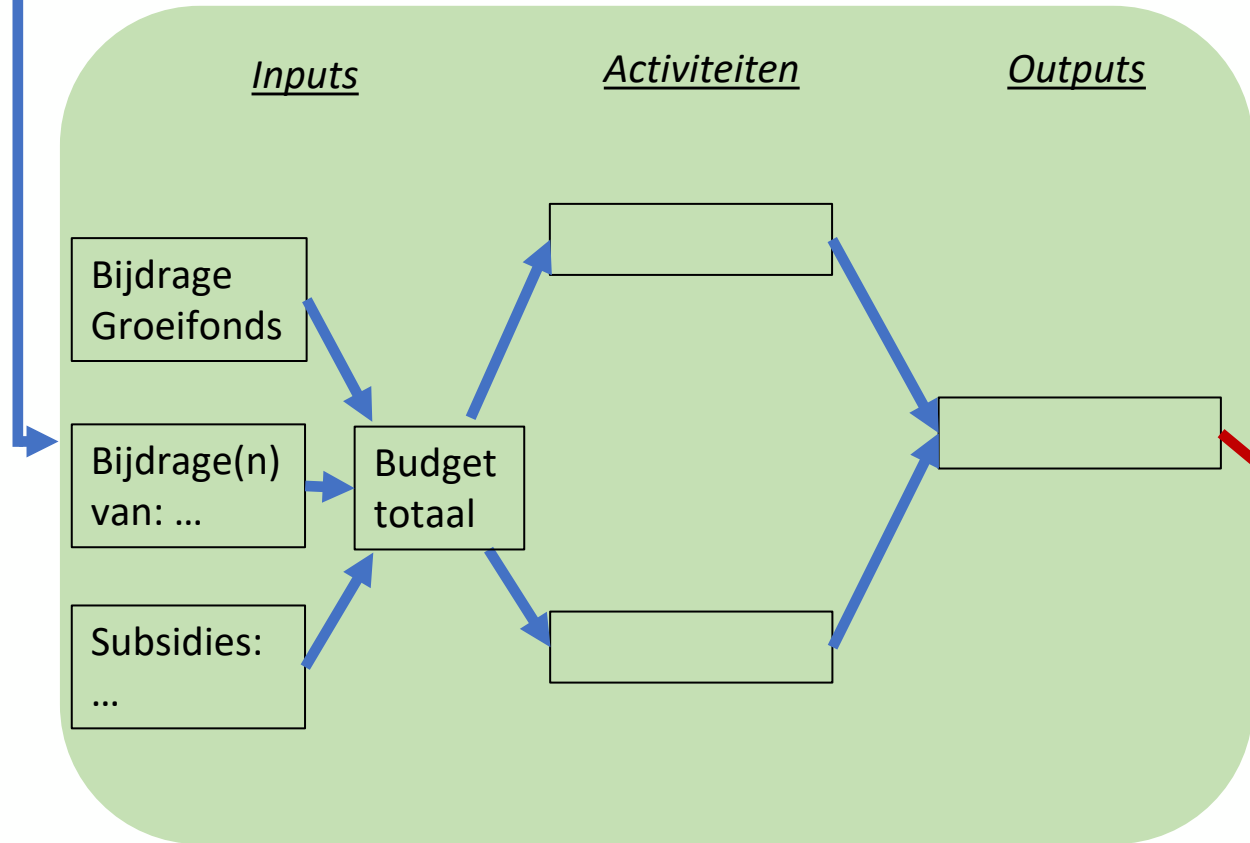 Inputs
Activiteiten
Outputs
Bijdrage
Groeifonds
Bijdrage(n)
van: ...
Subsidies:
...
Budget
totaal